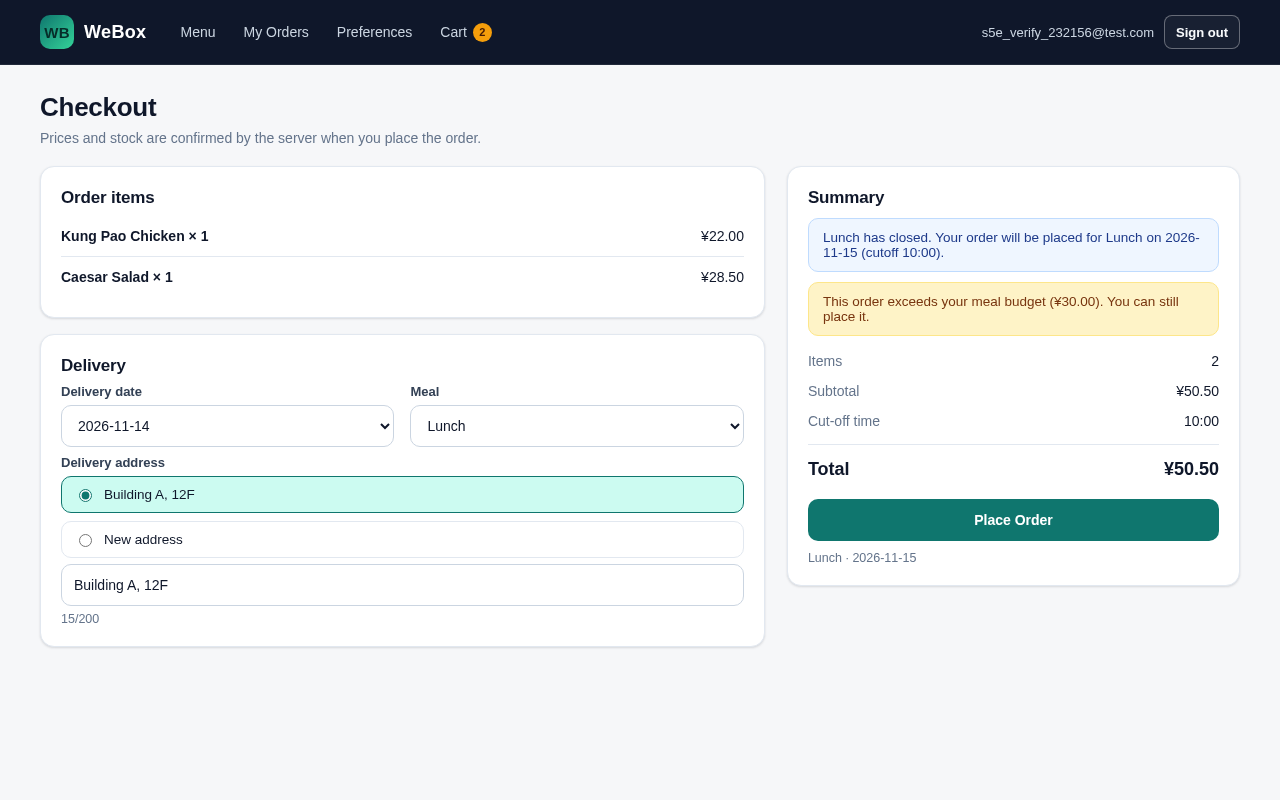 WB WeBox Menu My Orders Preferences Cart 2 s5e_verify_232156@test.com Sign out
Checkout
Prices and stock are confirmed by the server when you place the order.
Order items
Kung Pao Chicken × 1 ¥22.00
Caesar Salad × 1 ¥28.50
Delivery
Delivery date Meal
2026-11-14 Lunch
Delivery address
Building A, 12F
New address
Building A, 12F
15/200
Summary
Lunch has closed. Your order will be placed for Lunch on 2026-
11-15 (cutoff 10:00).
This order exceeds your meal budget (¥30.00). You can still
place it.
Items 2
Subtotal ¥50.50
Cut-off time 10:00
Total ¥50.50
Place Order
Lunch · 2026-11-15